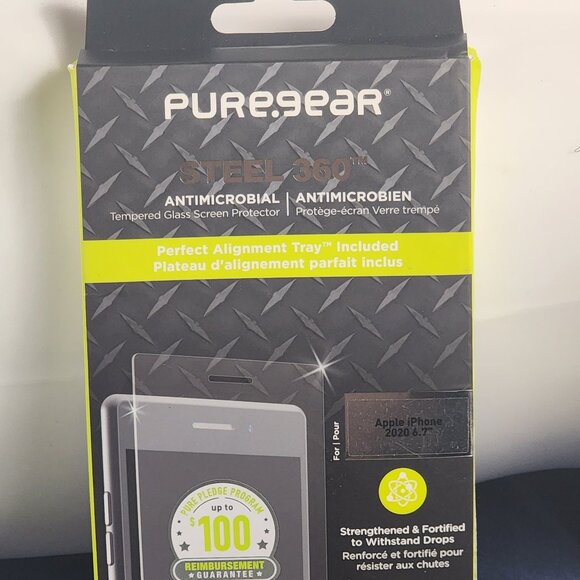 PUREGEAR®
STEEL 360™
ANTIMICROBIAL | ANTIMICROBIEN
Tempered Glass Screen Protector | Protège-écran Verre trempé
Perfect Alignment Tray™ Included
Plateau d'alignement parfait inclus
For | Pour
Apple iPhone
2020 6.7"
PURE PLEDGE PROGRAM
up to
$100
REIMBURSEMENT
GUARANTEE
Strengthened & Fortified
to Withstand Drops
Renforcé et fortifié pour
résister aux chutes